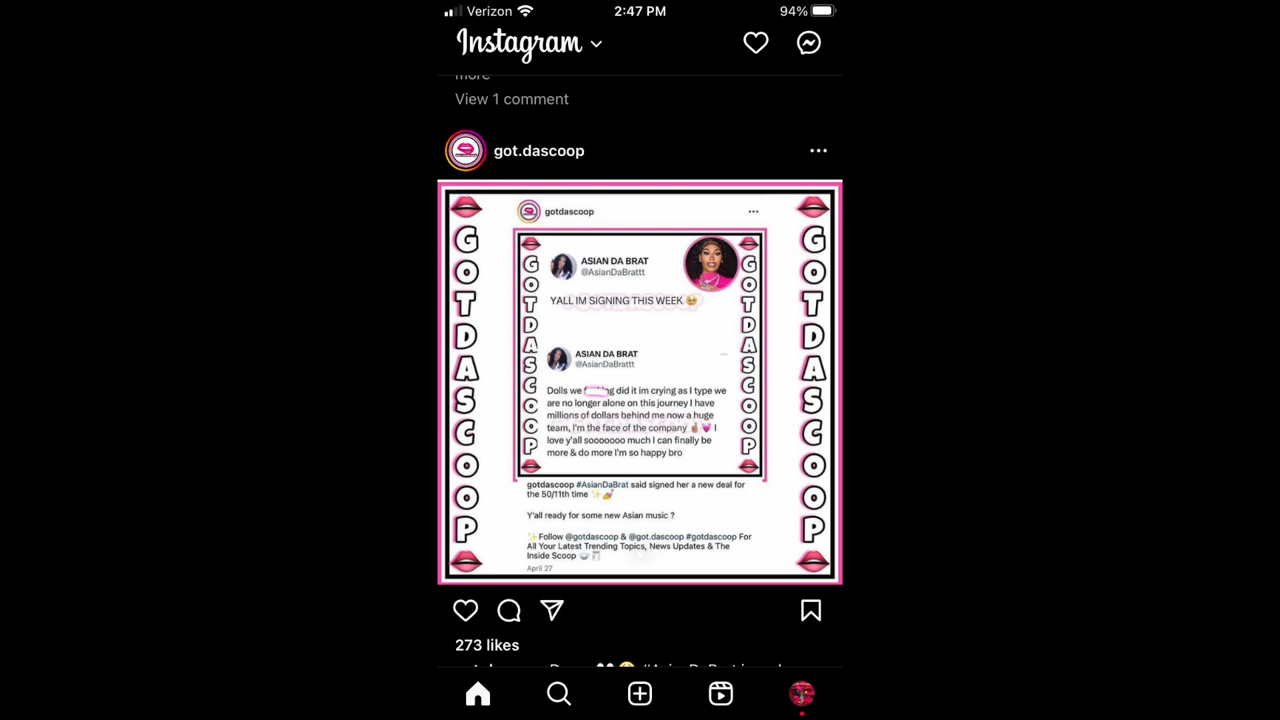 Verizon 2:47 PM 94%
Instagram
more
View 1 comment
got.dascoop
GOTDASCOOP
GOTDASCOOP
gotdascoop
GOTDASCOOP
GOTDASCOOP
ASIAN DA BRAT
@AsianDaBrattt
YALL IM SIGNING THIS WEEK 🥹
ASIAN DA BRAT
@AsianDaBrattt
Dolls we f g did it im crying as I type we
are no longer alone on this journey I have
millions of dollars behind me now a huge
team, I'm the face of the company ☝🏽💓 I
love y'all sooooooo much I can finally be
more & do more I'm so happy bro
gotdascoop #AsianDaBrat said signed her a new deal for
the 50/11th time ✨💅
Y'all ready for some new Asian music ?
✨Follow @gotdascoop & @got.dascoop #gotdascoop For
All Your Latest Trending Topics, News Updates & The
Inside Scoop
April 27
273 likes